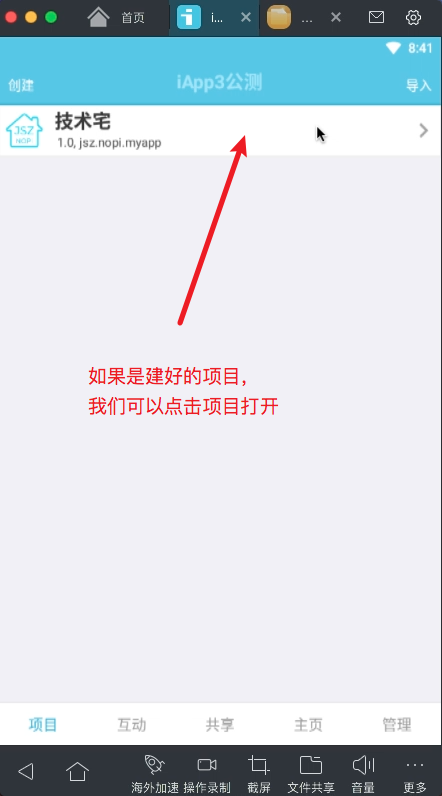 首页
i...
...
8:41
创建
iApp3公测
导入
JSZ
NOPI
技术宅
1.0, jsz.nopi.myapp
如果是建好的项目,
我们可以点击项目打开
项目
互动
共享
主页
管理
海外加速
操作录制
截屏
文件共享
音量
更多